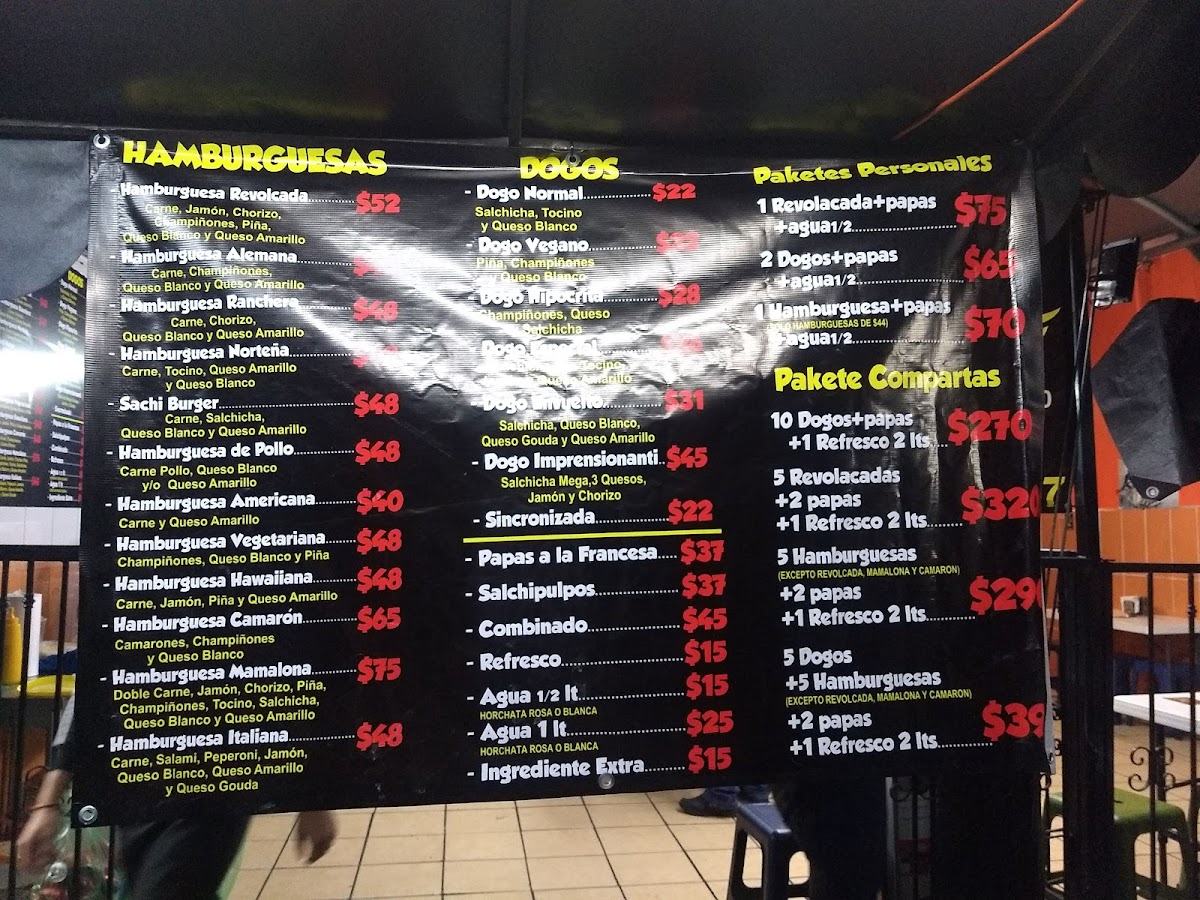 HAMBURGUESAS
- Hamburguesa Revolcada..........$52
Carne, Jamón, Chorizo,
Champiñones, Piña,
Queso Blanco y Queso Amarillo
- Hamburguesa Alemana
Carne, Champiñones,
Queso Blanco y Queso Amarillo
- Hamburguesa Ranchera..........$48
Carne, Chorizo,
Queso Blanco y Queso Amarillo
- Hamburguesa Norteña
Carne, Tocino, Queso Amarillo
y Queso Blanco
- Sachi Burger..........$48
Carne, Salchicha,
Queso Blanco y Queso Amarillo
- Hamburguesa de Pollo..........$48
Carne Pollo, Queso Blanco
y/o Queso Amarillo
- Hamburguesa Americana..........$40
Carne y Queso Amarillo
- Hamburguesa Vegetariana..........$48
Champiñones, Queso Blanco y Piña
- Hamburguesa Hawaiiana..........$48
Carne, Jamón, Piña y Queso Amarillo
- Hamburguesa Camarón..........$65
Camarones, Champiñones
y Queso Blanco
- Hamburguesa Mamalona..........$75
Doble Carne, Jamón, Chorizo, Piña,
Champiñones, Tocino, Salchicha,
Queso Blanco y Queso Amarillo
- Hamburguesa Italiana..........$48
Carne, Salami, Peperoni, Jamón,
Queso Blanco, Queso Amarillo
y Queso Gouda
DOGOS
- Dogo Normal..........$22
Salchicha, Tocino
y Queso Blanco
- Dogo Vegano
Piña, Champiñones
y Queso Blanco
- Dogo Hipocrita..........$28
Champiñones, Queso
y Salchicha
- Dogo
Tocino,
Queso Amarillo
- Dogo Envuelto..........$31
Salchicha, Queso Blanco,
Queso Gouda y Queso Amarillo
- Dogo Imprensionanti..$45
Salchicha Mega,3 Quesos,
Jamón y Chorizo
- Sincronizada..........$22
- Papas a la Francesa.....$37
- Salchipulpos..........$37
- Combinado..........$45
- Refresco..........$15
- Agua 1/2 lt..........$15
HORCHATA ROSA O BLANCA
- Agua 1 lt..........$25
HORCHATA ROSA O BLANCA
- Ingrediente Extra..........$15
Paketes Personales
1 Revolacada+papas
+agua1/2..........$75
2 Dogos+papas
+agua1/2..........$65
1 Hamburguesa+papas
(SOLO HAMBURGUESAS DE $44)
+agua1/2..........$70
Pakete Compartas
10 Dogos+papas
+1 Refresco 2 lts....$270
5 Revolacadas
+2 papas
+1 Refresco 2 lts..........$320
5 Hamburguesas
(EXCEPTO REVOLCADA, MAMALONA Y CAMARON)
+2 papas
+1 Refresco 2 lts..........$290
5 Dogos
+5 Hamburguesas
(EXCEPTO REVOLCADA, MAMALONA Y CAMARON)
+2 papas
+1 Refresco 2 lts..........$39